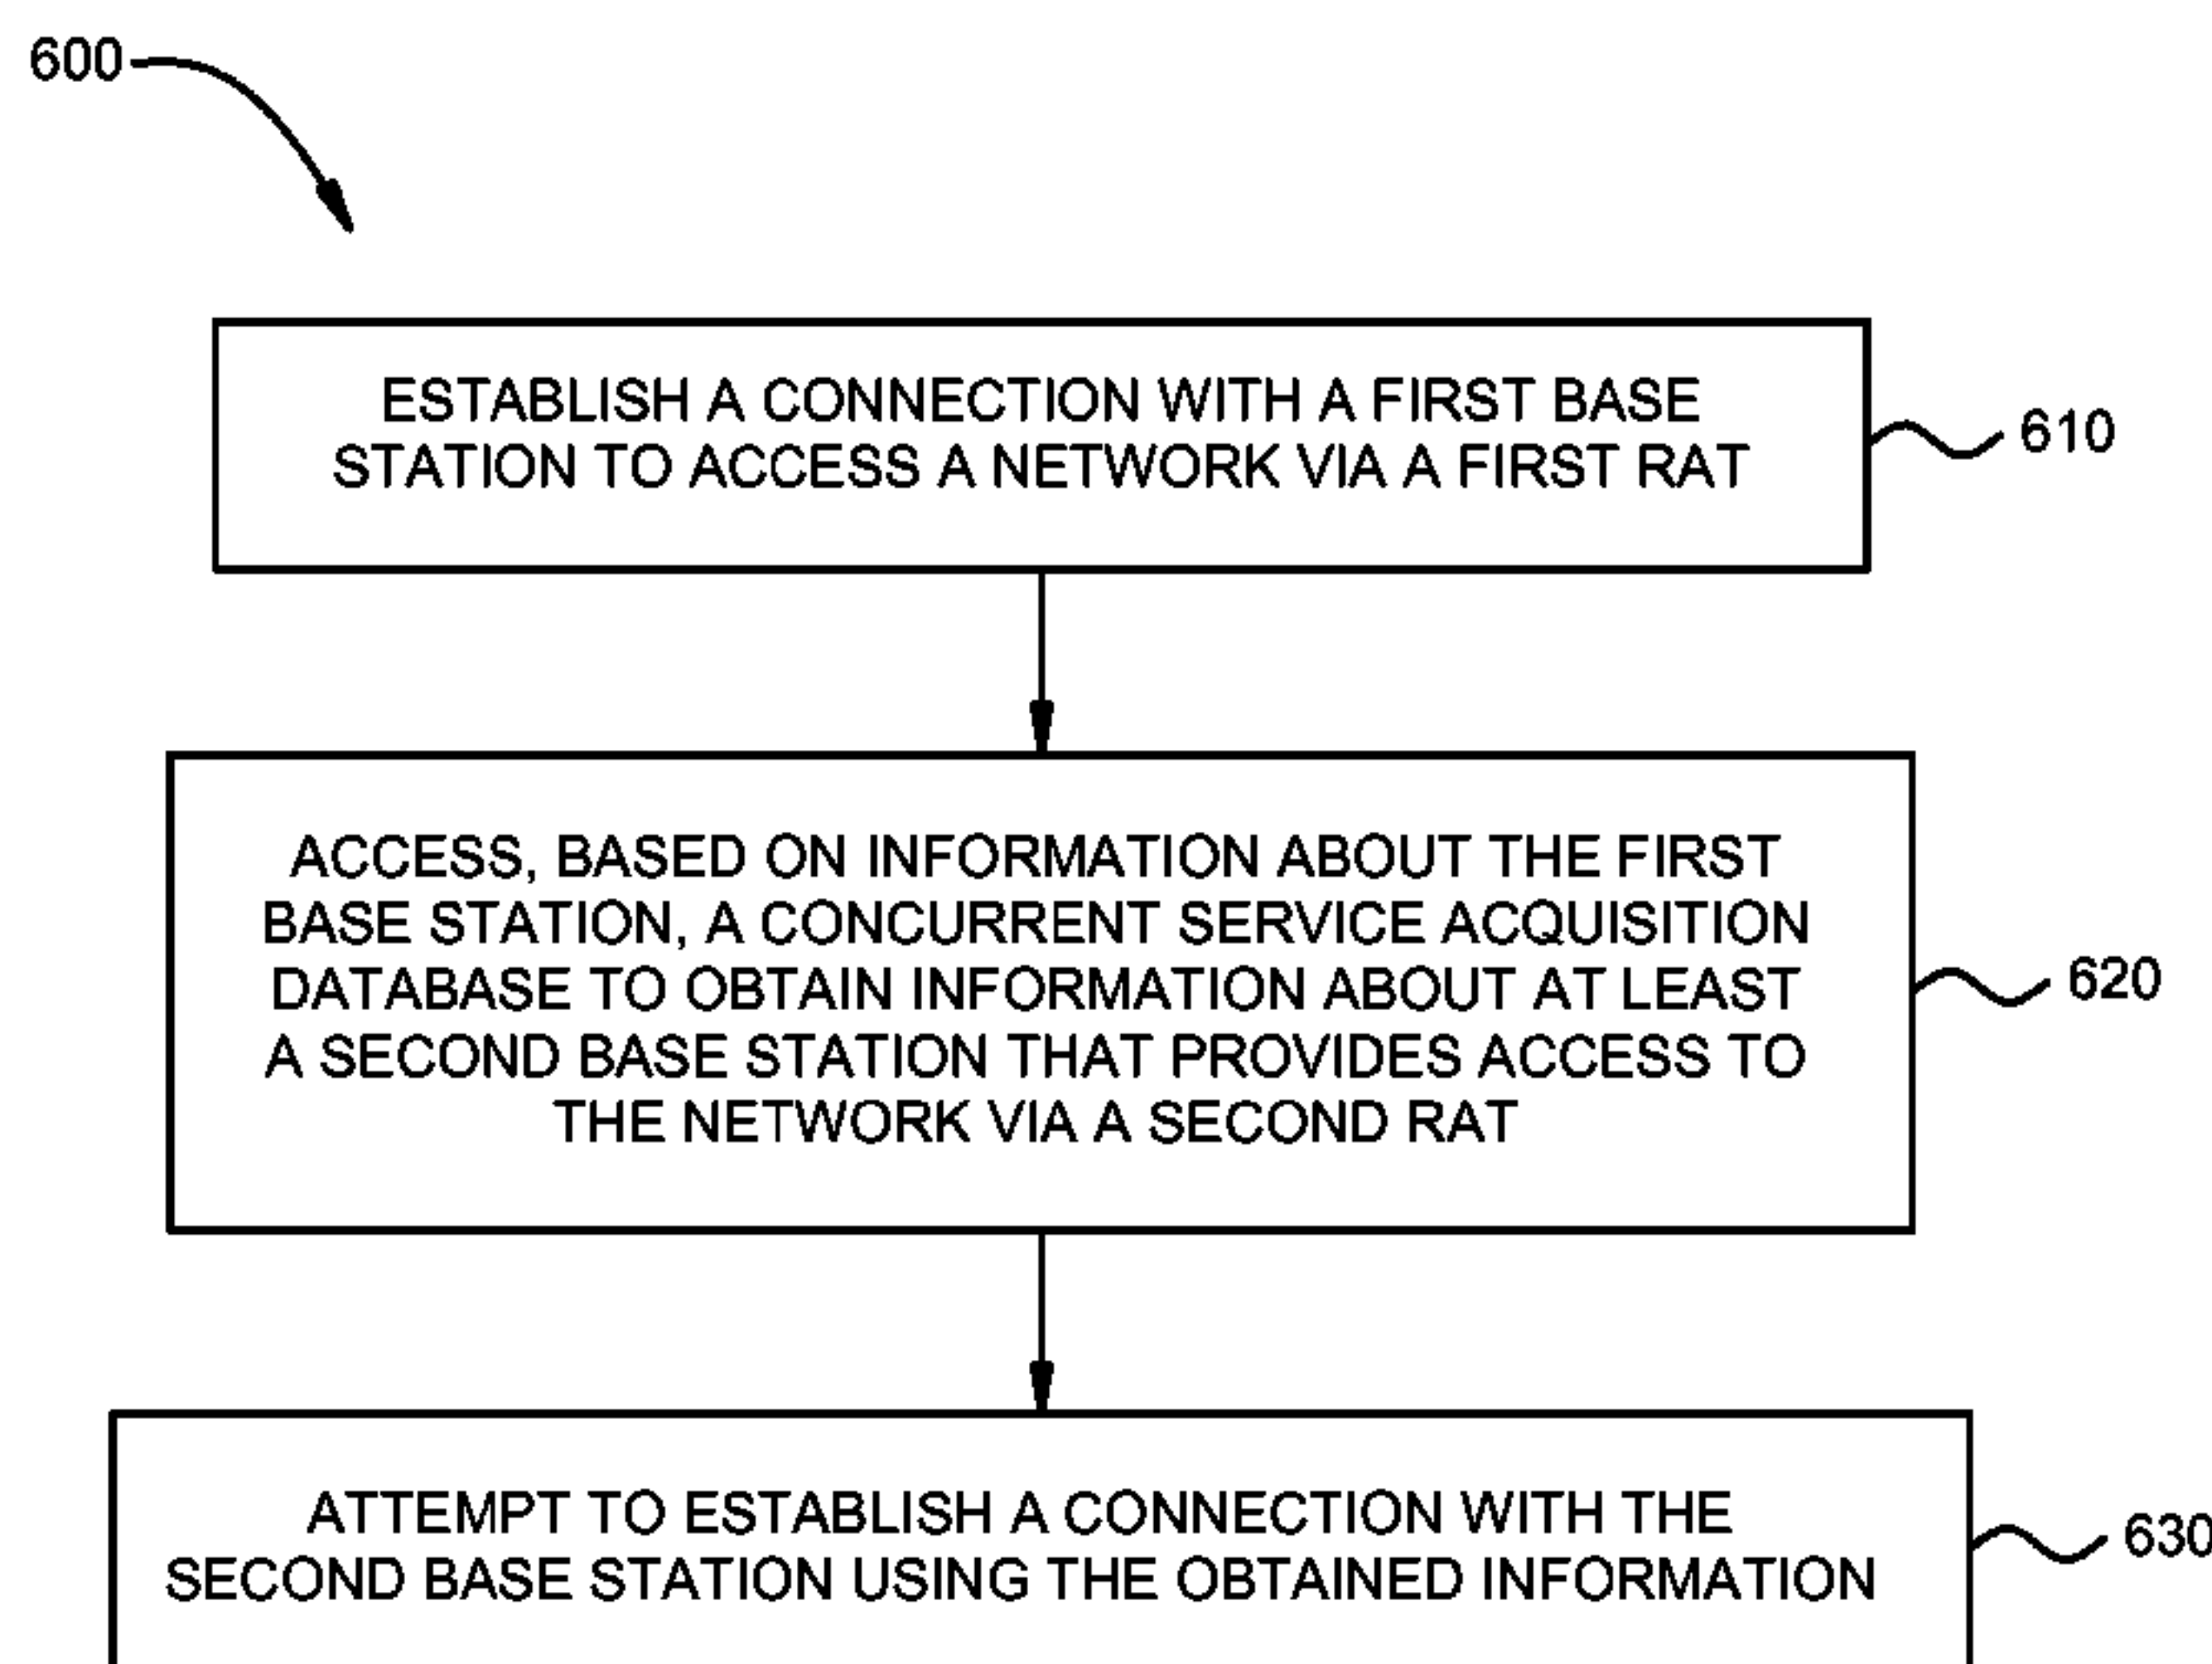 600
ESTABLISH A CONNECTION WITH A FIRST BASE
STATION TO ACCESS A NETWORK VIA A FIRST RAT
610
ACCESS, BASED ON INFORMATION ABOUT THE FIRST
BASE STATION, A CONCURRENT SERVICE ACQUISITION
DATABASE TO OBTAIN INFORMATION ABOUT AT LEAST
A SECOND BASE STATION THAT PROVIDES ACCESS TO
THE NETWORK VIA A SECOND RAT
620
ATTEMPT TO ESTABLISH A CONNECTION WITH THE
SECOND BASE STATION USING THE OBTAINED INFORMATION
630